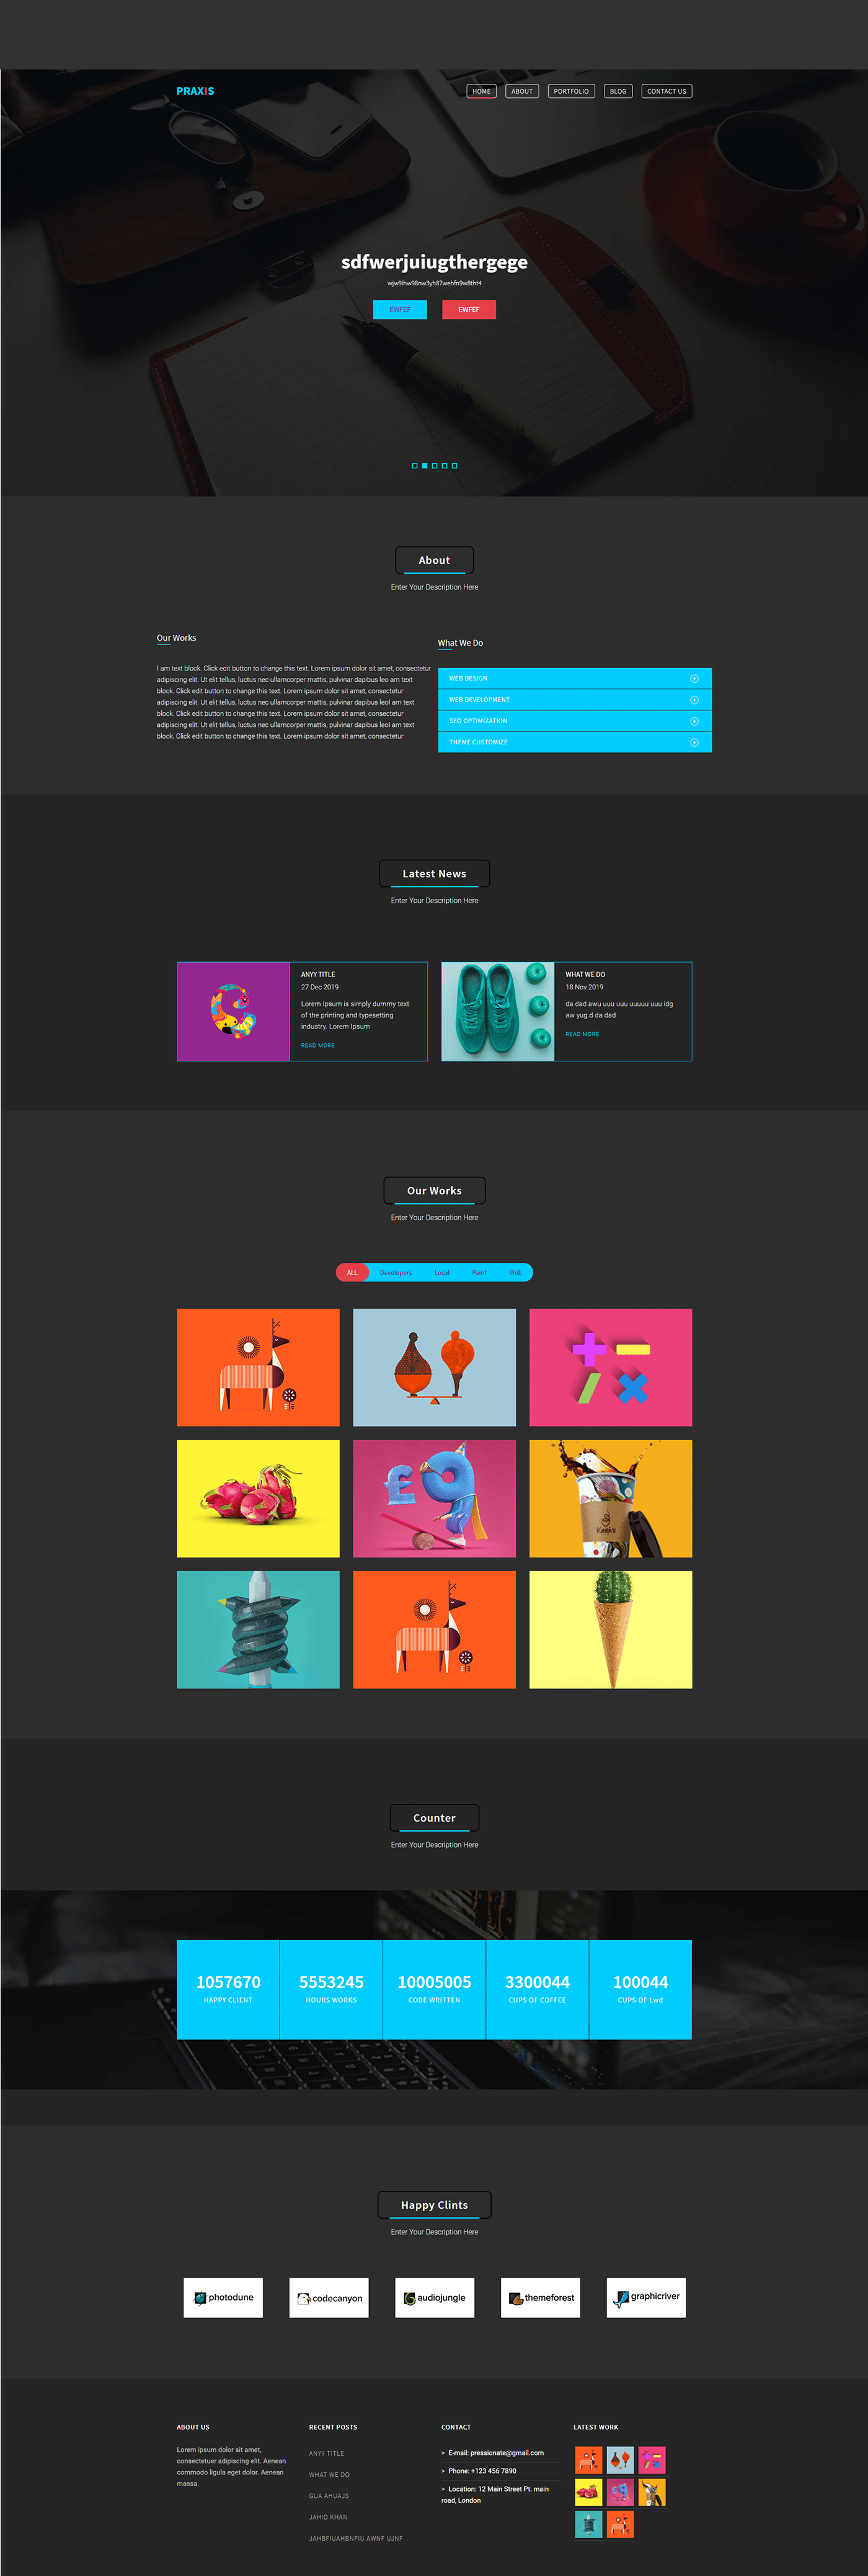 PRAXIS
HOME ABOUT PORTFOLIO BLOG CONTACT US
sdfwerjuiugthergege
wjw9ihw98nw3yh87wehfn9w8tht4
EWFEF EWFEF
About
Enter Your Description Here
Our Works
I am text block. Click edit button to change this text. Lorem ipsum dolor sit amet, consectetur
adipiscing elit. Ut elit tellus, luctus nec ullamcorper mattis, pulvinar dapibus leo am text
block. Click edit button to change this text. Lorem ipsum dolor sit amet, consectetur
adipiscing elit. Ut elit tellus, luctus nec ullamcorper mattis, pulvinar dapibus leoI am text
block. Click edit button to change this text. Lorem ipsum dolor sit amet, consectetur
adipiscing elit. Ut elit tellus, luctus nec ullamcorper mattis, pulvinar dapibus leoI am text
block. Click edit button to change this text. Lorem ipsum dolor sit amet, consectetur
What We Do
WEB DESIGN
WEB DEVELOPMENT
SEO OPTIMIZATION
THEME CUSTOMIZE
Latest News
Enter Your Description Here
ANYY TITLE
27 Dec 2019
Lorem Ipsum is simply dummy text
of the printing and typesetting
industry. Lorem Ipsum
READ MORE
WHAT WE DO
18 Nov 2019
da dad awu uuu uuu uuuuu uuu idg
aw yug d da dad
READ MORE
Our Works
Enter Your Description Here
ALL Developers Local Paint Web
£9
Counter
Enter Your Description Here
1057670
HAPPY CLIENT
5553245
HOURS WORKS
10005005
CODE WRITTEN
3300044
CUPS OF COFFEE
100044
CUPS OF Lwd
Happy Clints
Enter Your Description Here
photodune
codecanyon
audiojungle
themeforest
graphicriver
ABOUT US
Lorem ipsum dolor sit amet,
consectetuer adipiscing elit. Aenean
commodo ligula eget dolor. Aenean
massa.
RECENT POSTS
ANYY TITLE
WHAT WE DO
GUA AHUAJS
JAHID KHAN
JAHBFIUAHBNFIU AWNF UJNF
CONTACT
> E-mail: pressionate@gmail.com
> Phone: +123 456 7890
> Location: 12 Main Street Pt. main
road, London
LATEST WORK